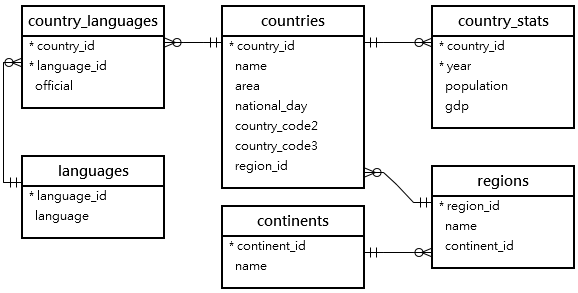 country_languages
* country_id
* language_id
official
countries
* country_id
name
area
national_day
country_code2
country_code3
region_id
country_stats
* country_id
* year
population
gdp
languages
* language_id
language
continents
* continent_id
name
regions
* region_id
name
continent_id